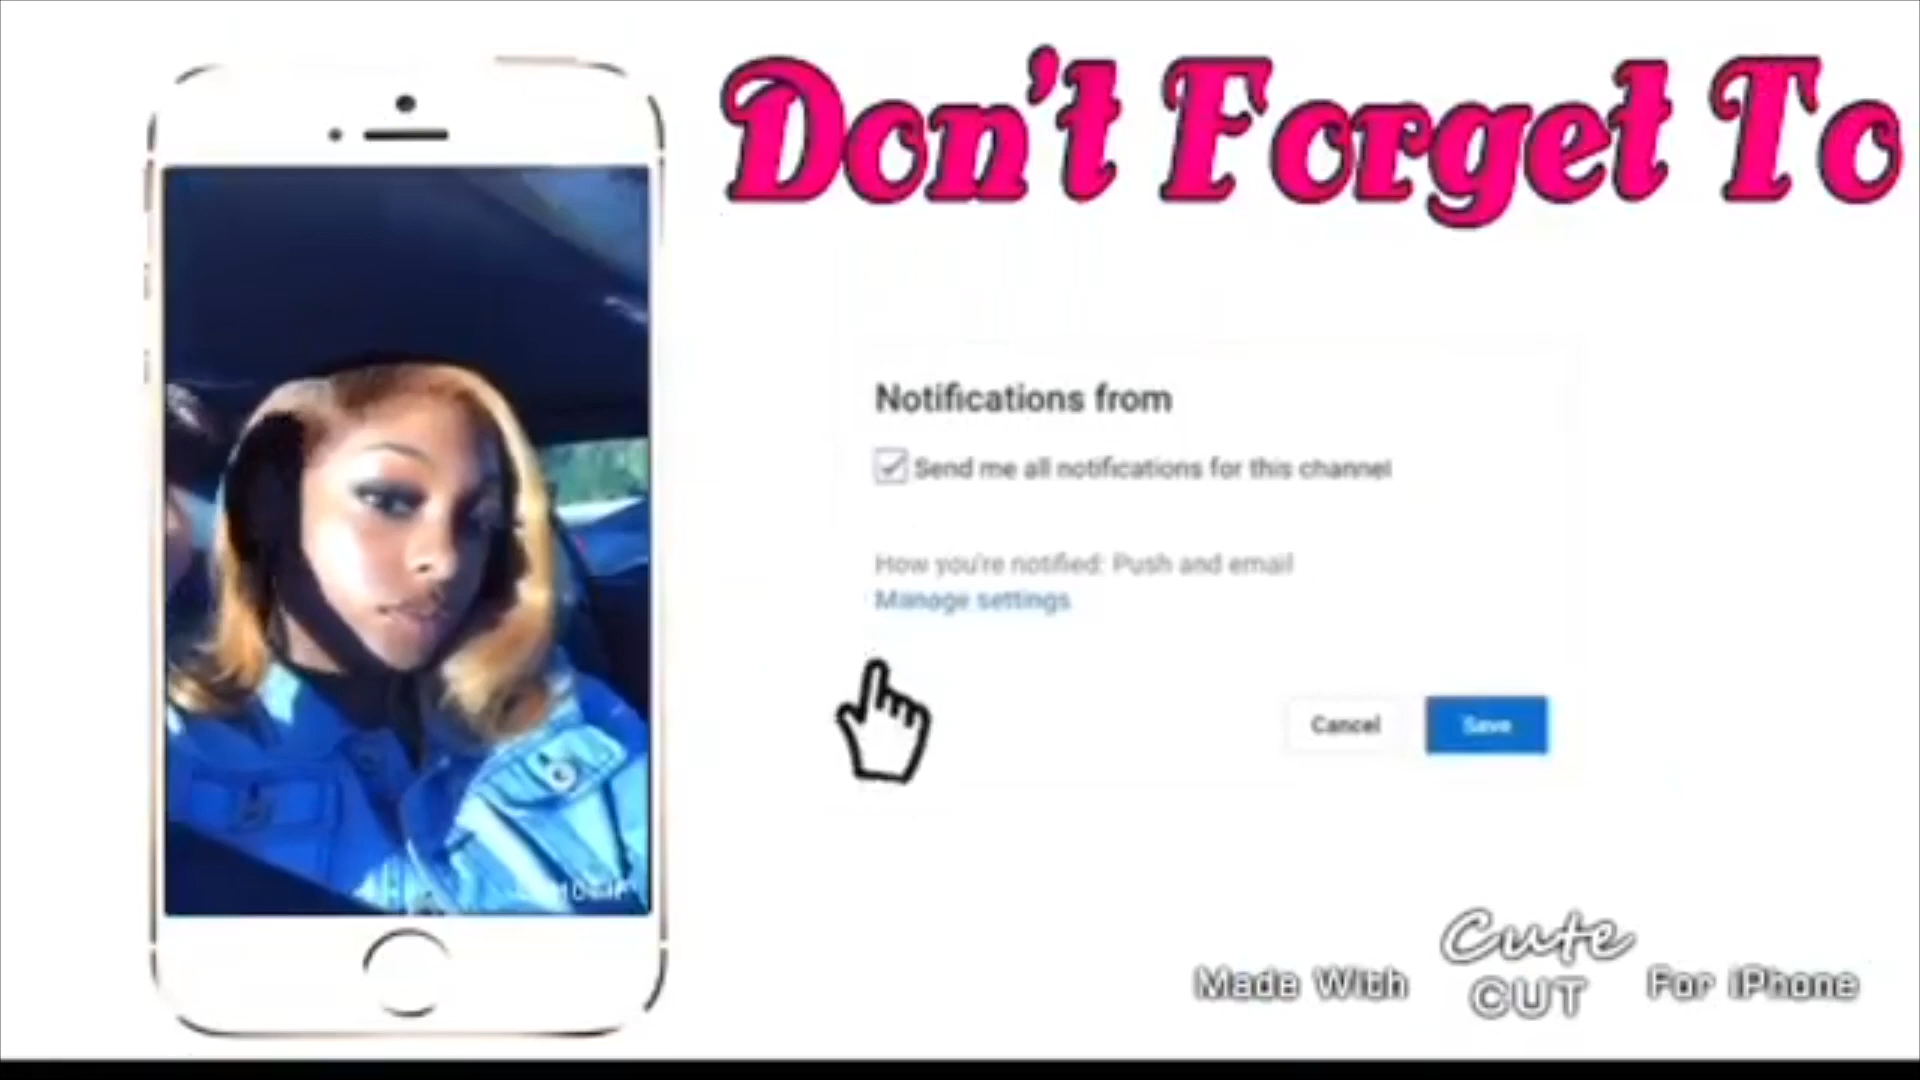 Don't Forget To
Notifications from
Send me all notifications for this channel
How you're notified: Push and email
Manage settings
Cancel
Save
Made With Cute CUT For iPhone